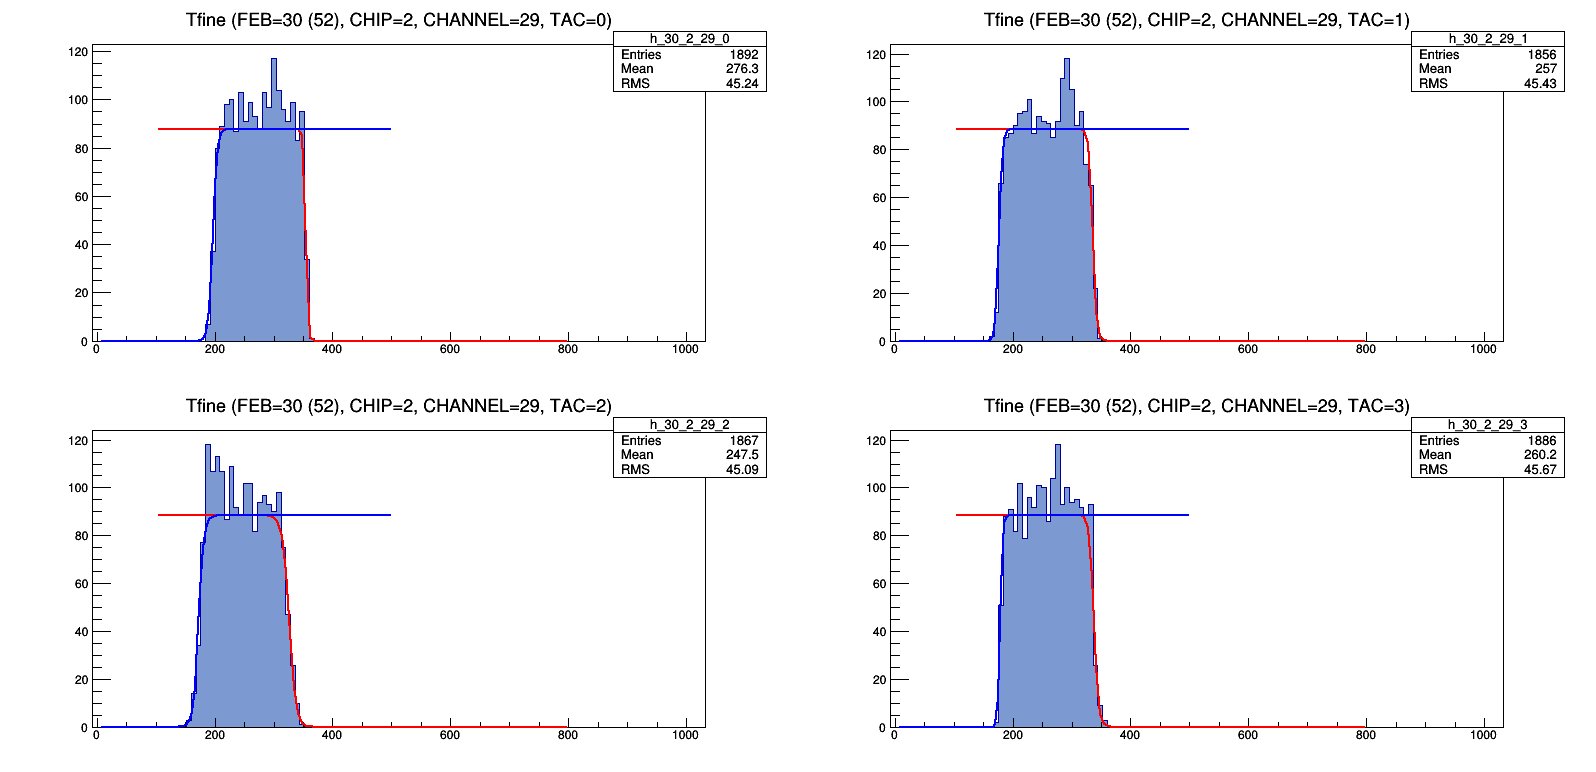 Tfine (FEB=30 (52), CHIP=2, CHANNEL=29, TAC=0)
h_30_2_29_0
Entries 1892
Mean 276.3
RMS 45.24
120
100
80
60
40
20
0
0 200 400 600 800 1000
Tfine (FEB=30 (52), CHIP=2, CHANNEL=29, TAC=1)
h_30_2_29_1
Entries 1856
Mean 257
RMS 45.43
120
100
80
60
40
20
0
0 200 400 600 800 1000
Tfine (FEB=30 (52), CHIP=2, CHANNEL=29, TAC=2)
h_30_2_29_2
Entries 1867
Mean 247.5
RMS 45.09
120
100
80
60
40
20
0
0 200 400 600 800 1000
Tfine (FEB=30 (52), CHIP=2, CHANNEL=29, TAC=3)
h_30_2_29_3
Entries 1886
Mean 260.2
RMS 45.67
120
100
80
60
40
20
0
0 200 400 600 800 1000